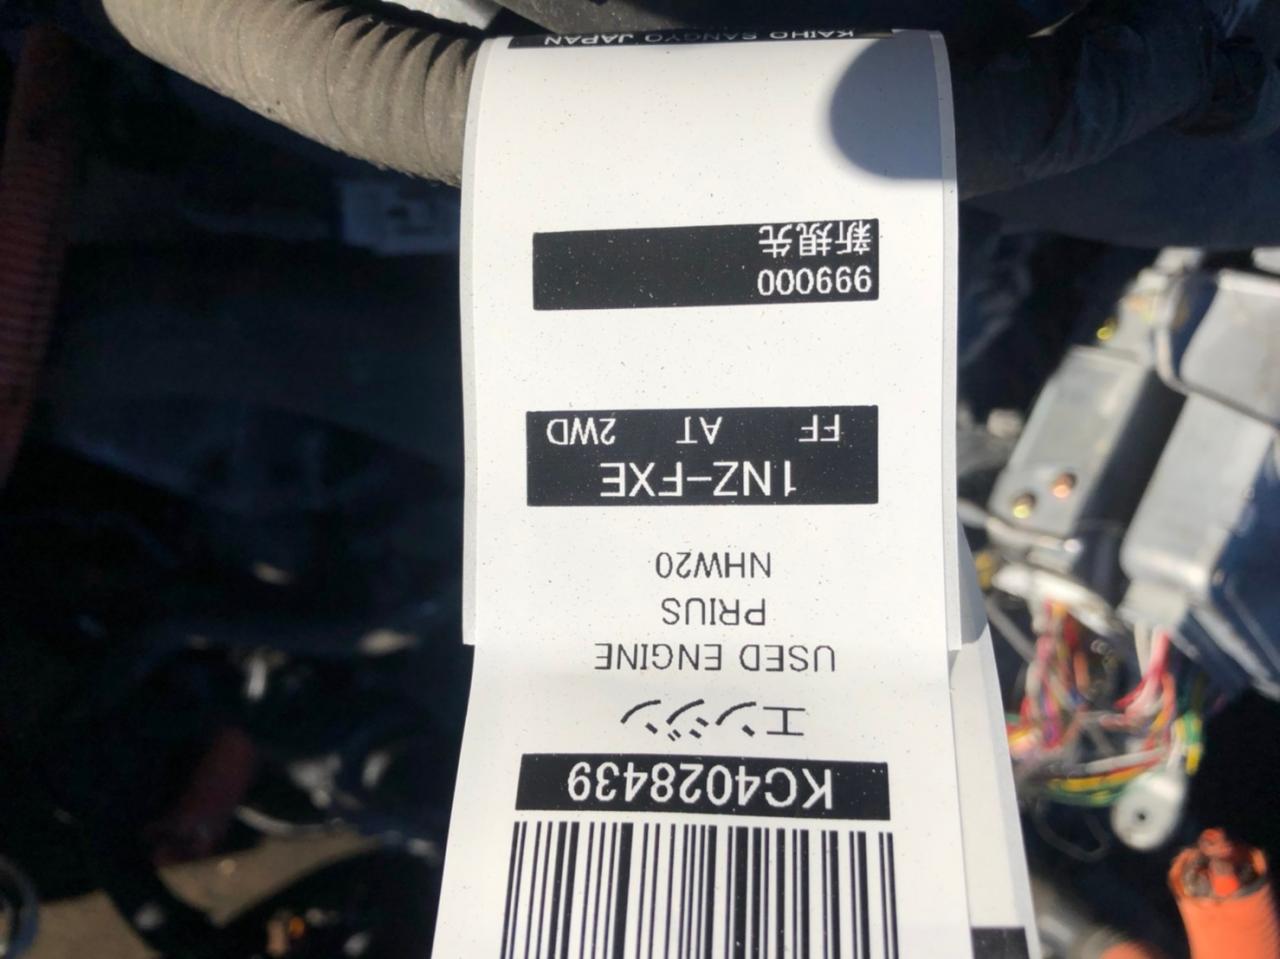 KC4028439
エンジン
USED ENGINE
PRIUS
NHW20
1NZ-FXE
FF AT 2WD
999000
新規先
KAIHO SANGYO JAPAN